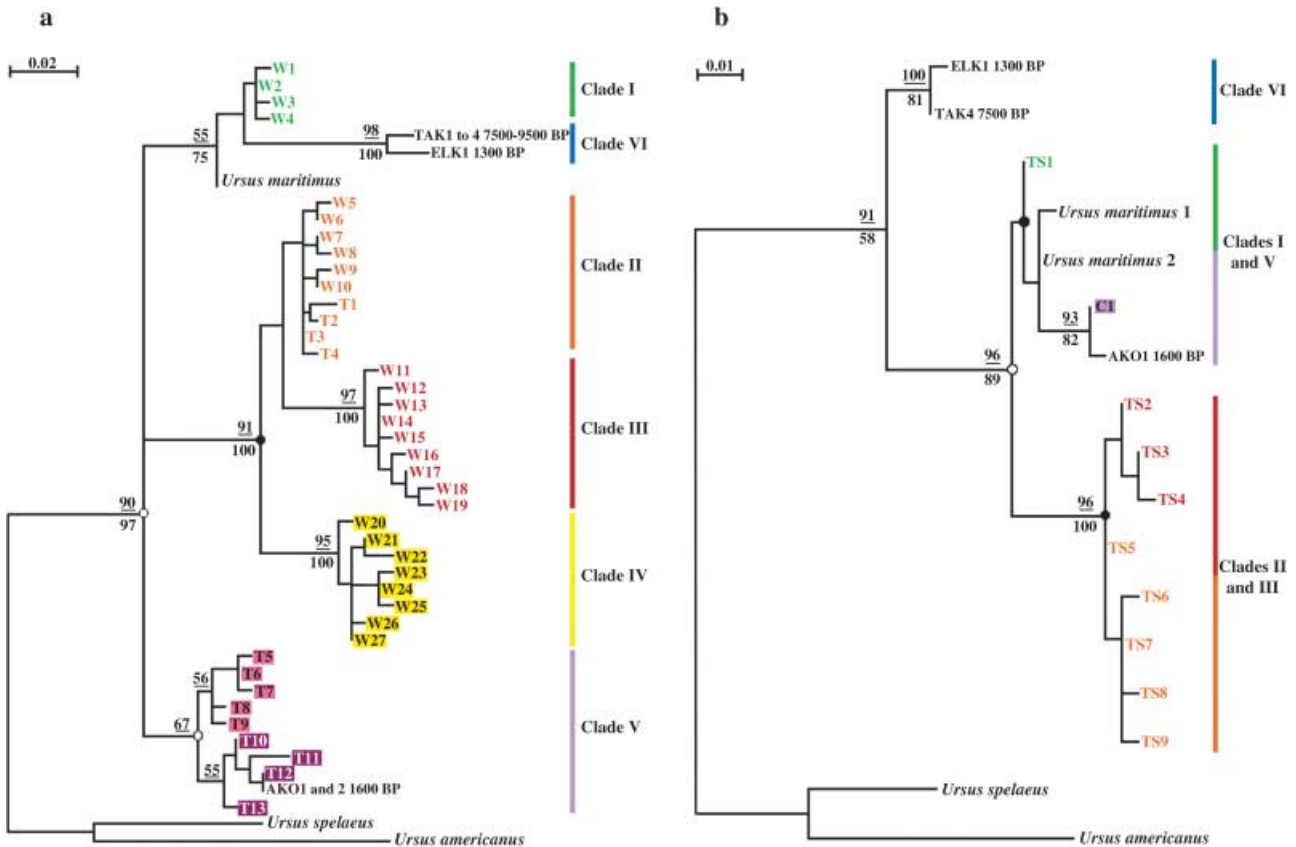 a
0.02
W1
W2
W3
W4
Clade I
98
100
TAK1 to 4 7500-9500 BP
ELK1 1300 BP
Clade VI
55
75
Ursus maritimus
W5
W6
W7
W8
W9
W10
T1
T2
T3
T4
Clade II
97
100
W11
W12
W13
W14
W15
W16
W17
W18
W19
Clade III
91
100
95
100
W20
W21
W22
W23
W24
W25
W26
W27
Clade IV
90
97
56
T5
T6
T7
T8
T9
67
55
T10
T11
T12
AKO1 and 2 1600 BP
T13
Clade V
Ursus spelaeus
Ursus americanus
b
0.01
100
81
ELK1 1300 BP
TAK4 7500 BP
Clade VI
91
58
TS1
Ursus maritimus 1
Ursus maritimus 2
93
82
C1
AKO1 1600 BP
Clades I
and V
96
89
TS2
TS3
TS4
96
100
TS5
TS6
TS7
TS8
TS9
Clades II
and III
Ursus spelaeus
Ursus americanus